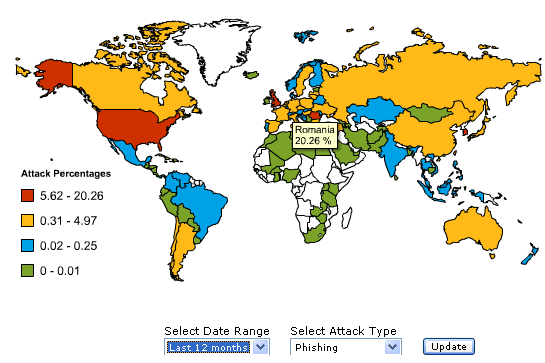 Romania
20.26 %
Attack Percentages
5.62 - 20.26
0.31 - 4.97
0.02 - 0.25
0 - 0.01
Select Date Range
Select Attack Type
Last 12 months
Phishing
Update